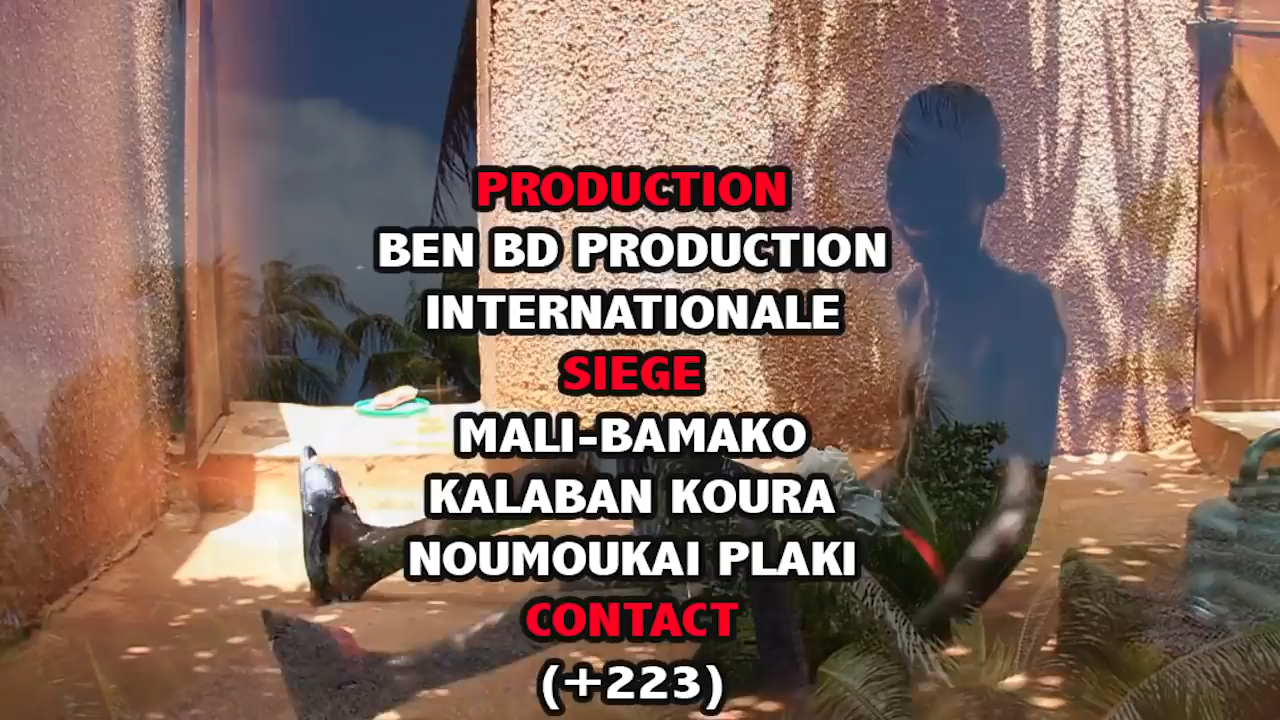 PRODUCTION
BEN BD PRODUCTION
INTERNATIONALE
SIEGE
MALI-BAMAKO
KALABAN KOURA
NOUMOUKAI PLAKI
CONTACT
(+223)